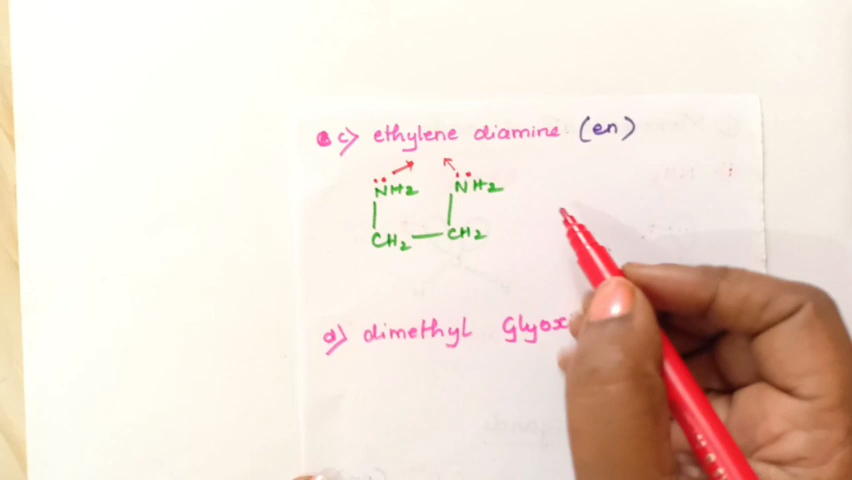 c) ethylene diamine (en)
NH2 NH2
CH2 — CH2
d) dimethyl Glyox